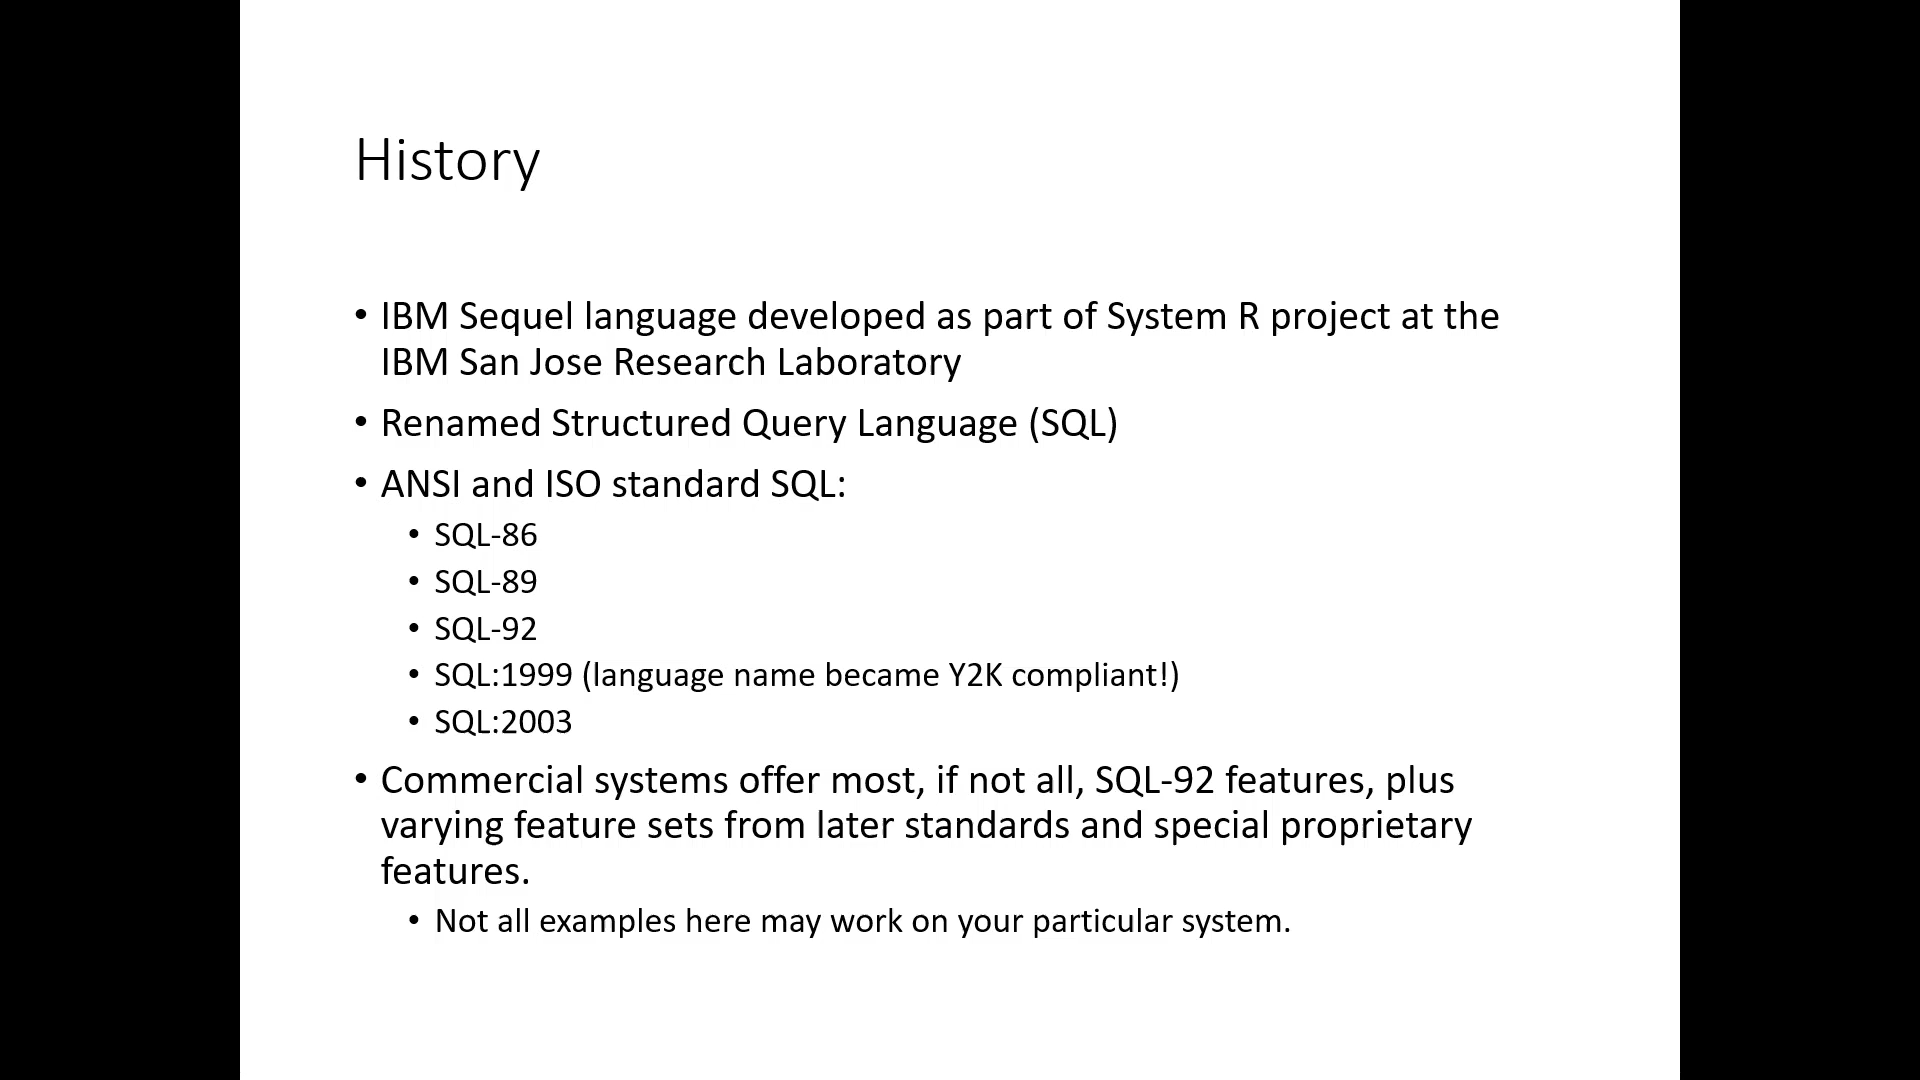 History
• IBM Sequel language developed as part of System R project at the
IBM San Jose Research Laboratory
• Renamed Structured Query Language (SQL)
• ANSI and ISO standard SQL:
• SQL-86
• SQL-89
• SQL-92
• SQL:1999 (language name became Y2K compliant!)
• SQL:2003
• Commercial systems offer most, if not all, SQL-92 features, plus
varying feature sets from later standards and special proprietary
features.
• Not all examples here may work on your particular system.